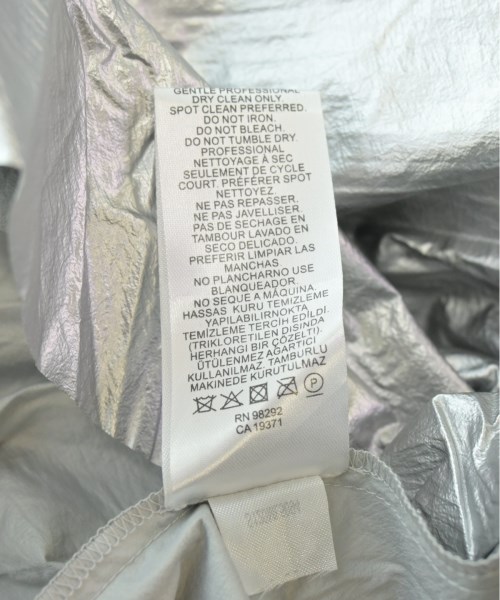 GENTLE PROFESSIONAL
DRY CLEAN ONLY.
SPOT CLEAN PREFERRED.
DO NOT IRON.
DO NOT BLEACH.
DO NOT TUMBLE DRY.
PROFESSIONAL
NETTOYAGE À SEC
SEULEMENT DE CYCLE
COURT. PRÉFÉRER SPOT
NETTOYEZ.
NE PAS REPASSER.
NE PAS JAVELLISER.
PAS DE SECHAGE EN
TAMBOUR LAVADO EN
SECO DELICADO.
PREFERIR LIMPIAR LAS
MANCHAS
NO PLANCHARNO USE
BLANQUEADOR.
NO SEQUE A MÁQUINA.
HASSAS KURU TEMIZLEME
YAPILABILIRNOKTA
TEMIZLEME TERCIH EDILDI.
(TRIKLORETILEN DISINDA
HERHANGI BIR ÇÖZELTI).
ÜTÜLENMEZ AGARTICI
KULLANILMAZ. TAMBURLU
MAKINEDE KURUTULMAZ
P
RN 98292
CA 19371